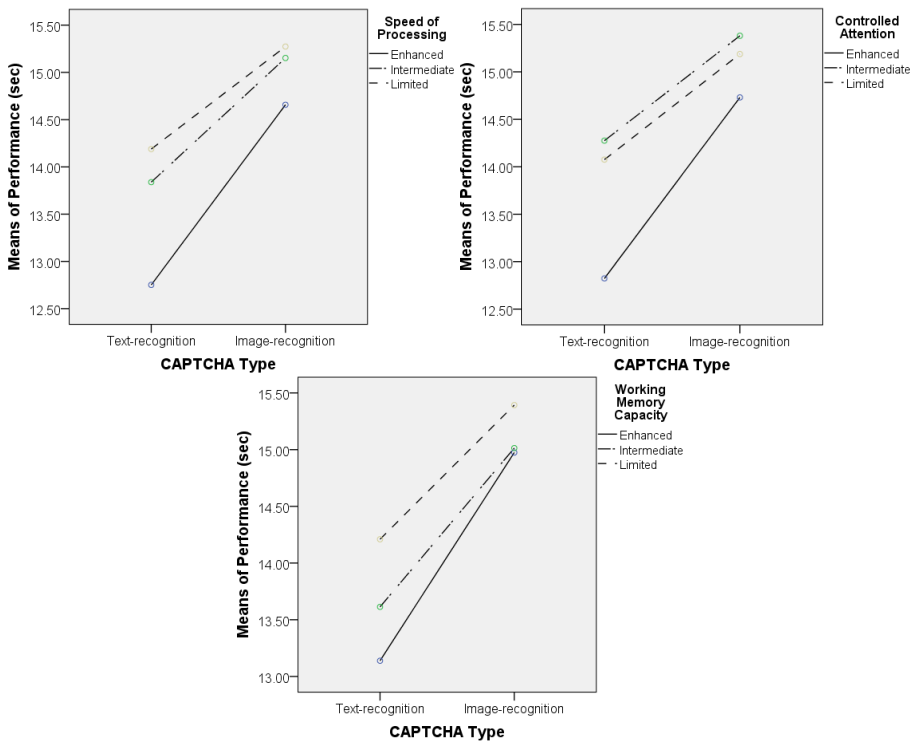 Means of Performance (sec)
15.50
15.00
14.50
14.00
13.50
13.00
12.50
Text-recognition
Image-recognition
CAPTCHA Type
Speed of
Processing
Enhanced
Intermediate
Limited
Means of Performance (sec)
15.50
15.00
14.50
14.00
13.50
13.00
12.50
Text-recognition
Image-recognition
CAPTCHA Type
Controlled
Attention
Enhanced
Intermediate
Limited
Means of Performance (sec)
15.50
15.00
14.50
14.00
13.50
13.00
Text-recognition
Image-recognition
CAPTCHA Type
Working
Memory
Capacity
Enhanced
Intermediate
Limited